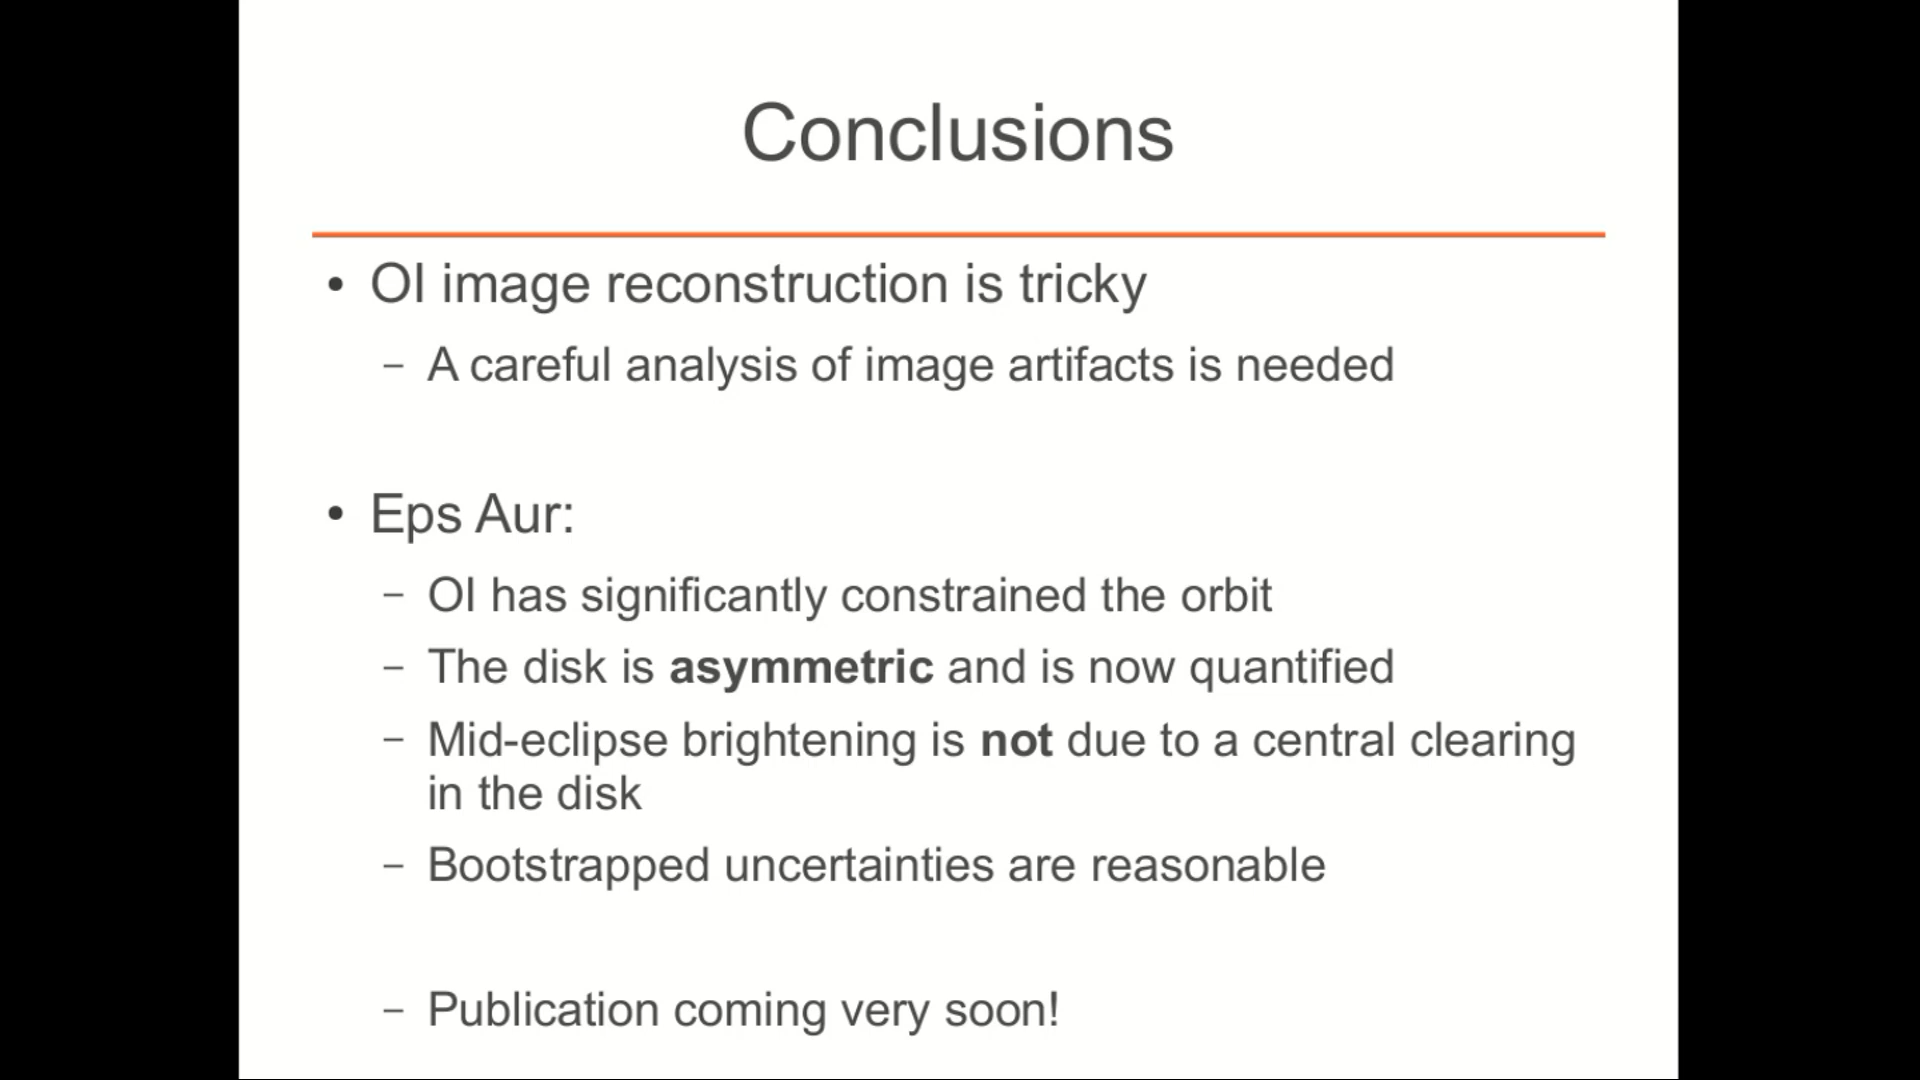 Conclusions
• OI image reconstruction is tricky
– A careful analysis of image artifacts is needed
• Eps Aur:
– OI has significantly constrained the orbit
– The disk is asymmetric and is now quantified
– Mid-eclipse brightening is not due to a central clearing
in the disk
– Bootstrapped uncertainties are reasonable
– Publication coming very soon!